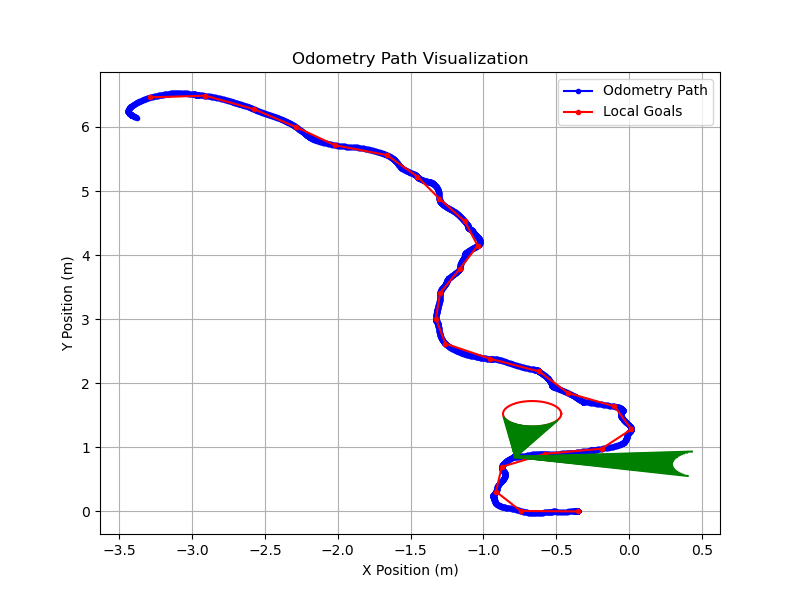 Odometry Path Visualization
Odometry Path
Local Goals
Y Position (m)
6
5
4
3
2
1
0
−3.5 −3.0 −2.5 −2.0 −1.5 −1.0 −0.5 0.0 0.5
X Position (m)